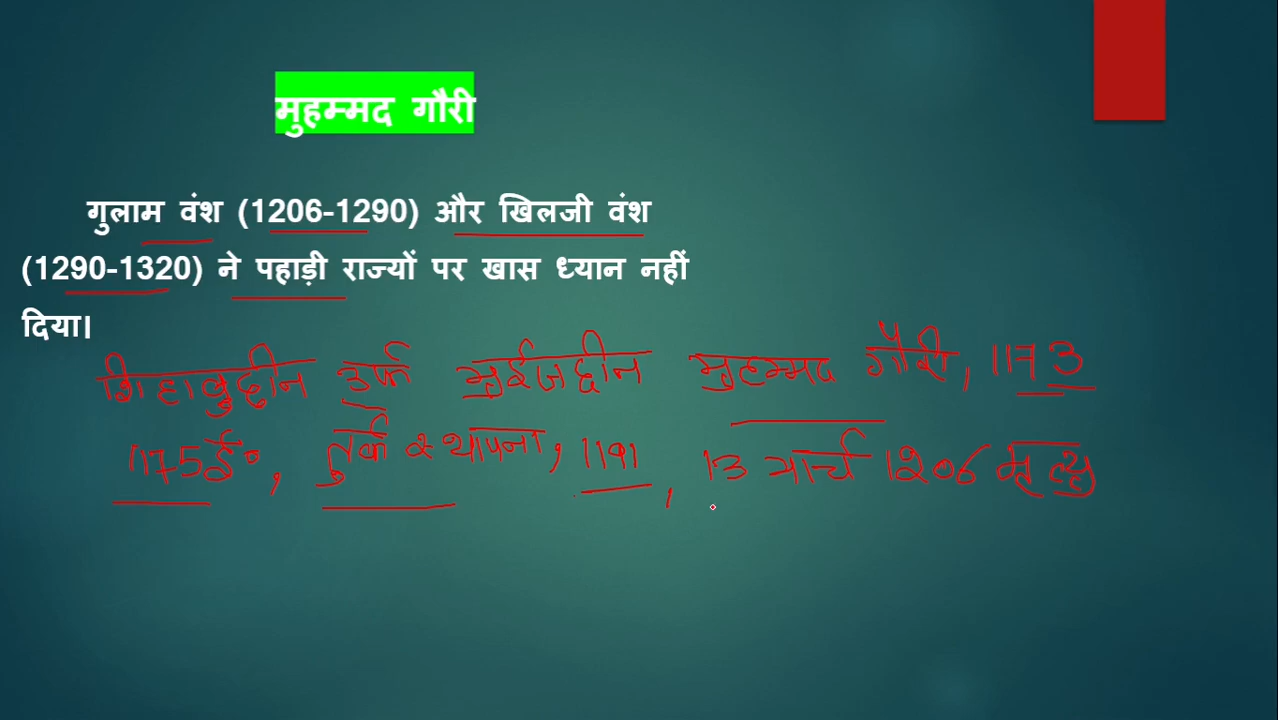 मुहम्मद गौरी
गुलाम वंश (1206-1290) और खिलजी वंश
(1290-1320) ने पहाड़ी राज्यों पर खास ध्यान नहीं
दिया।
शिहाबुद्दीन उर्फ मुईजद्दीन मुहम्मद गौरी, 1173
1175ई०, तुर्क स्थापना, 1191, 13 मार्च 1206 मृत्यु